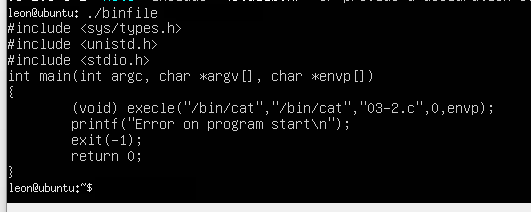 leon@ubuntu: ./binfile
#include <sys/types.h>
#include <unistd.h>
#include <stdio.h>
int main(int argc, char *argv[], char *envp[])
{
        (void) execle("/bin/cat","/bin/cat","03-2.c",0,envp);
        printf("Error on program start\n");
        exit(-1);
        return 0;
}
leon@ubuntu:~$